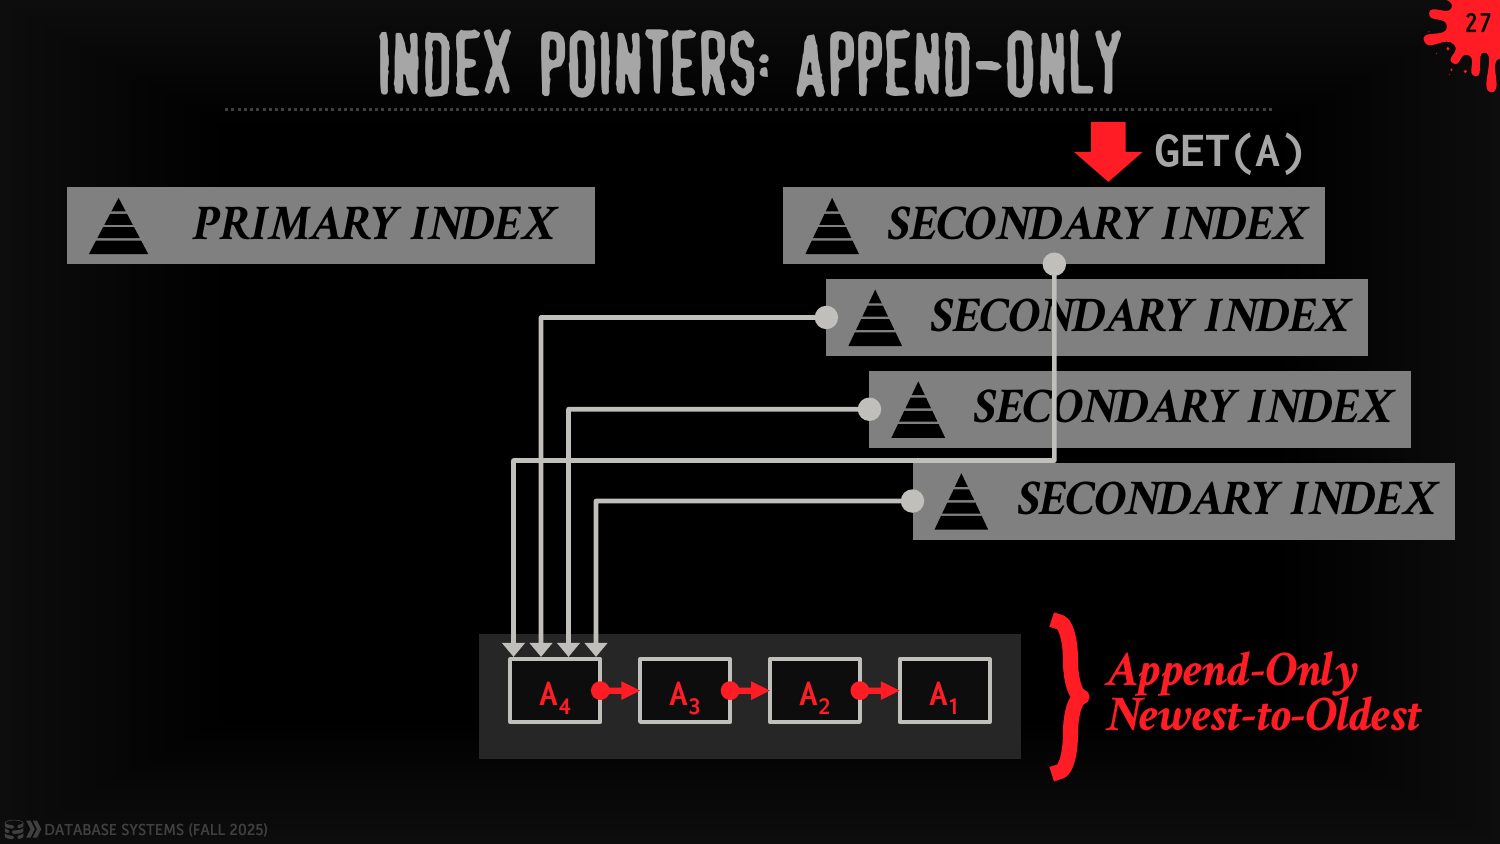 27
INDEX POINTERS: APPEND-ONLY
GET(A)
PRIMARY INDEX
SECONDARY INDEX
SECONDARY INDEX
SECONDARY INDEX
SECONDARY INDEX
A4 A3 A2 A1
Append-Only
Newest-to-Oldest
DATABASE SYSTEMS (FALL 2025)